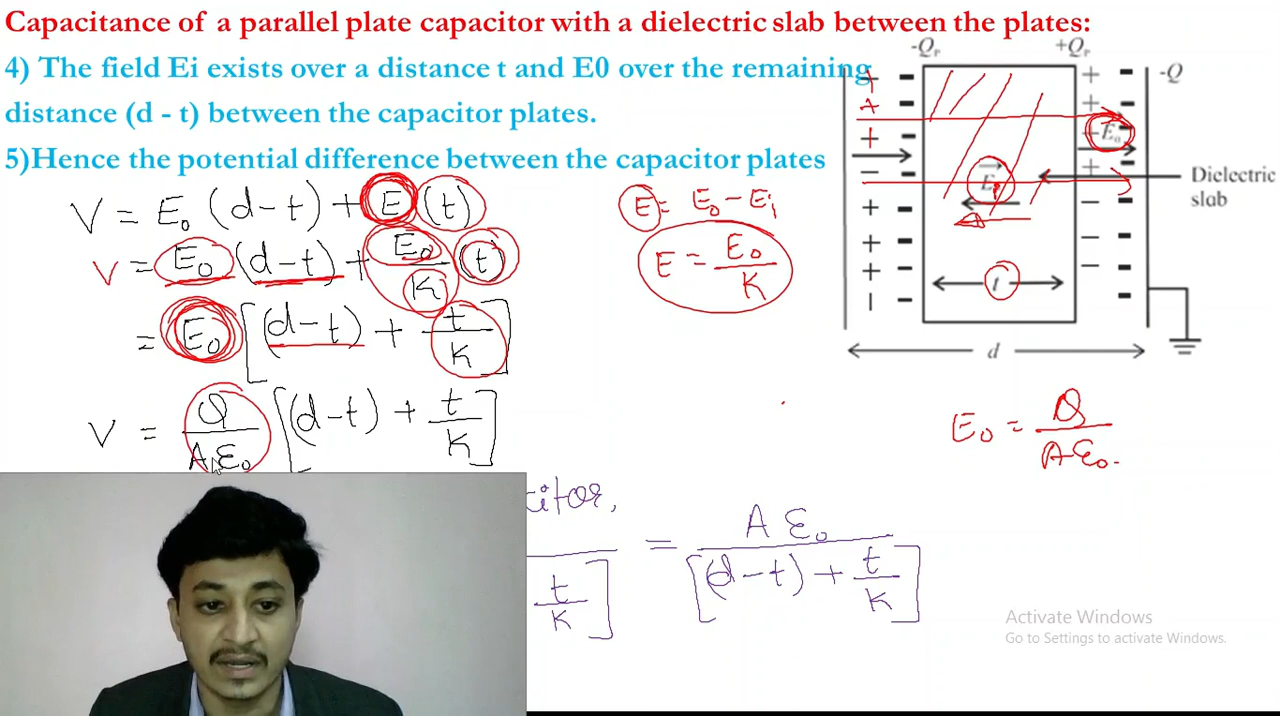 Capacitance of a parallel plate capacitor with a dielectric slab between the plates:
4) The field Ei exists over a distance t and E0 over the remaining
distance (d - t) between the capacitor plates.
5)Hence the potential difference between the capacitor plates
V = E₀ (d-t) + E (t)
V = E₀ (d-t) + E₀/K (t)
= E₀ [(d-t) + t/K]
V = Q/Aε₀ [(d-t) + t/K]
E = E₀ - Ei
E = E₀/K
-Qp
+Qp
-Q
E₀
Dielectric
slab
t
d
E₀ = Q/Aε₀
citor,
t/K] = Aε₀/[(d-t) + t/K]
Activate Windows
Go to Settings to activate Windows.